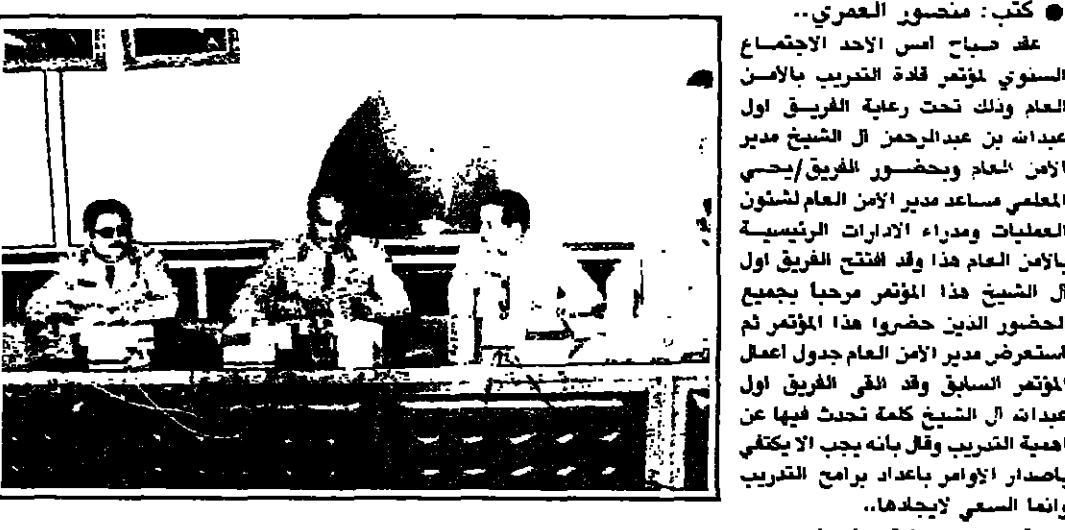 ● كتب: منصور العمري..
عقد صباح امس الاحد الاجتماع
السنوي لمؤتمر قادة التدريب بالأمن
العام وذلك تحت رعاية الفريق اول
عبدالله بن عبدالرحمن آل الشيخ مدير
الأمن العام وبحضور الفريق/يحيى
المعلمي مساعد مدير الأمن العام لشئون
العمليات ومدراء الادارات الرئيسية
بالأمن العام هذا وقد افتتح الفريق اول
آل الشيخ هذا المؤتمر مرحبا بجميع
الحضور الذين حضروا هذا المؤتمر ثم
استعرض مدير الأمن العام جدول اعمال
المؤتمر السابق وقد القى الفريق اول
عبدالله آل الشيخ كلمة تحدث فيها عن
اهمية التدريب وقال بأنه يجب الا يكتفي
باصدار الأوامر باعداد برامج التدريب
وانما السعي لايجادها..